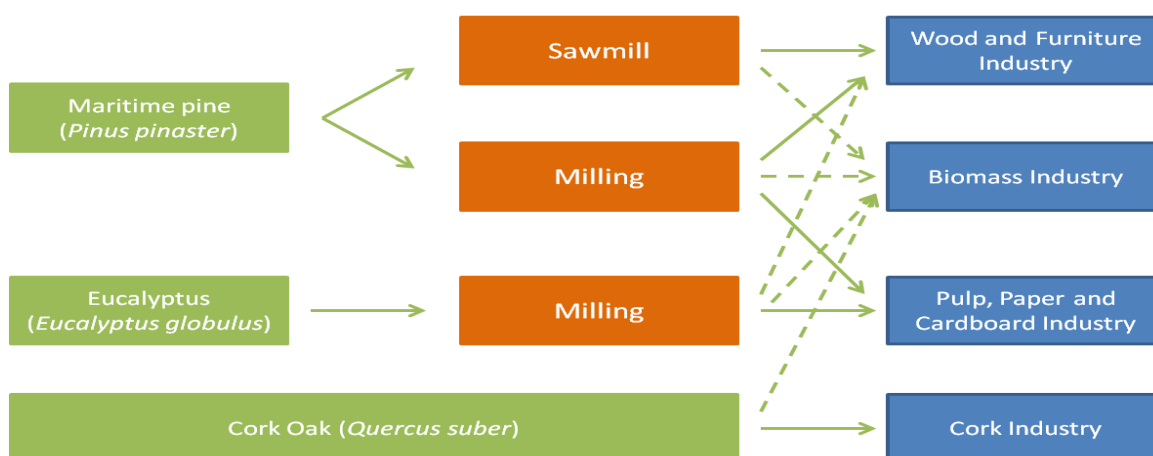 Sawmill
Wood and Furniture
Industry
Maritime pine
(Pinus pinaster)
Milling
Biomass Industry
Eucalyptus
(Eucalyptus globulus)
Milling
Pulp, Paper and
Cardboard Industry
Cork Oak (Quercus suber)
Cork Industry